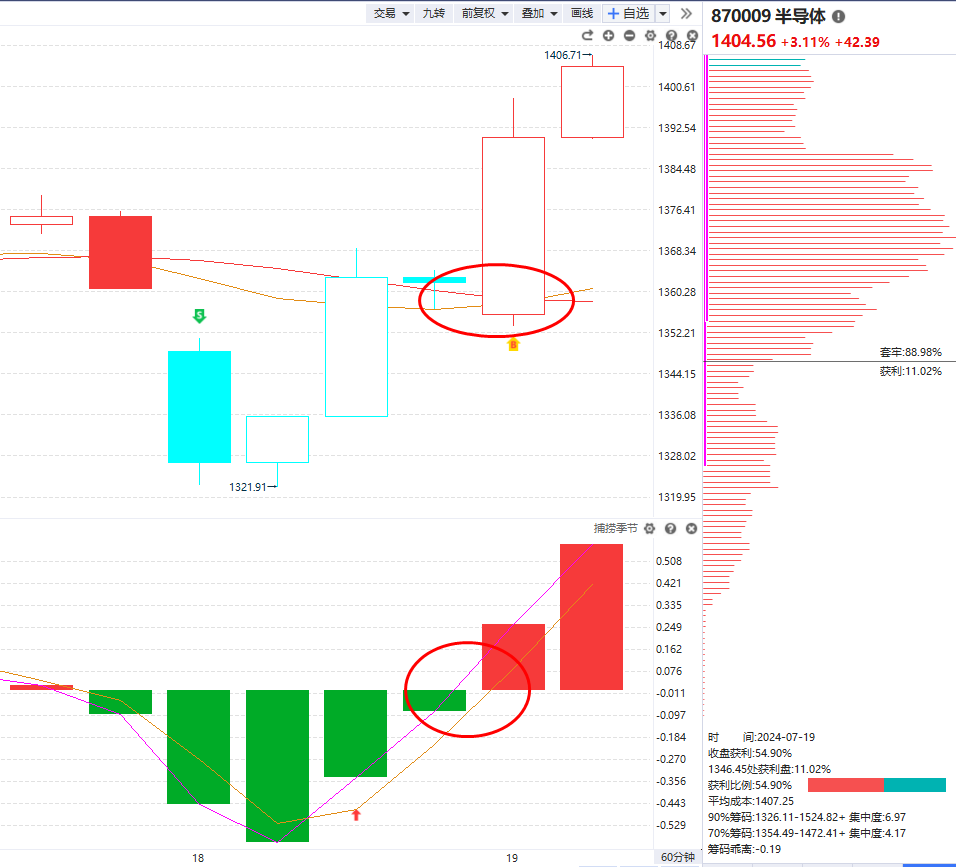 交易 九转 前复权 叠加 画线 +自选
870009 半导体
1404.56 +3.11% +42.39
1408.67
1406.71
1400.61
1392.54
1384.48
1376.41
1368.34
1360.28
1352.21
1344.15
1336.08
1328.02
1319.95
S
B
1321.91
套牢:88.98%
获利:11.02%
捕捞季节
0.508
0.421
0.335
0.249
0.162
0.076
-0.011
-0.097
-0.184
-0.270
-0.356
-0.443
-0.529
18 19 60分钟
时 间:2024-07-19
收盘获利:54.90%
1346.45处获利盘:11.02%
获利比例:54.90%
平均成本:1407.25
90%筹码:1326.11-1524.82+ 集中度:6.97
70%筹码:1354.49-1472.41+ 集中度:4.17
筹码乖离:-0.19